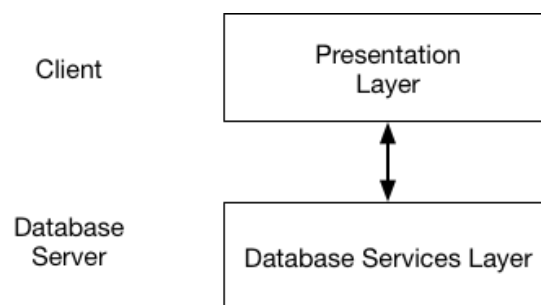 Client
Presentation
Layer
Database
Server
Database Services Layer